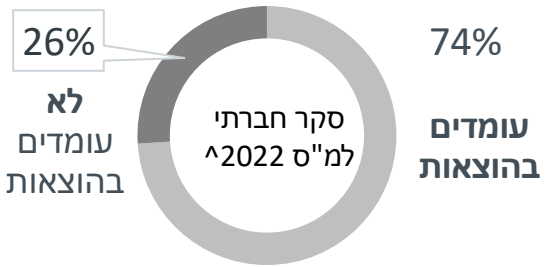 74%
עומדים
בהוצאות
סקר חברתי
למ"ס 2022^
26%
לא
עומדים
בהוצאות